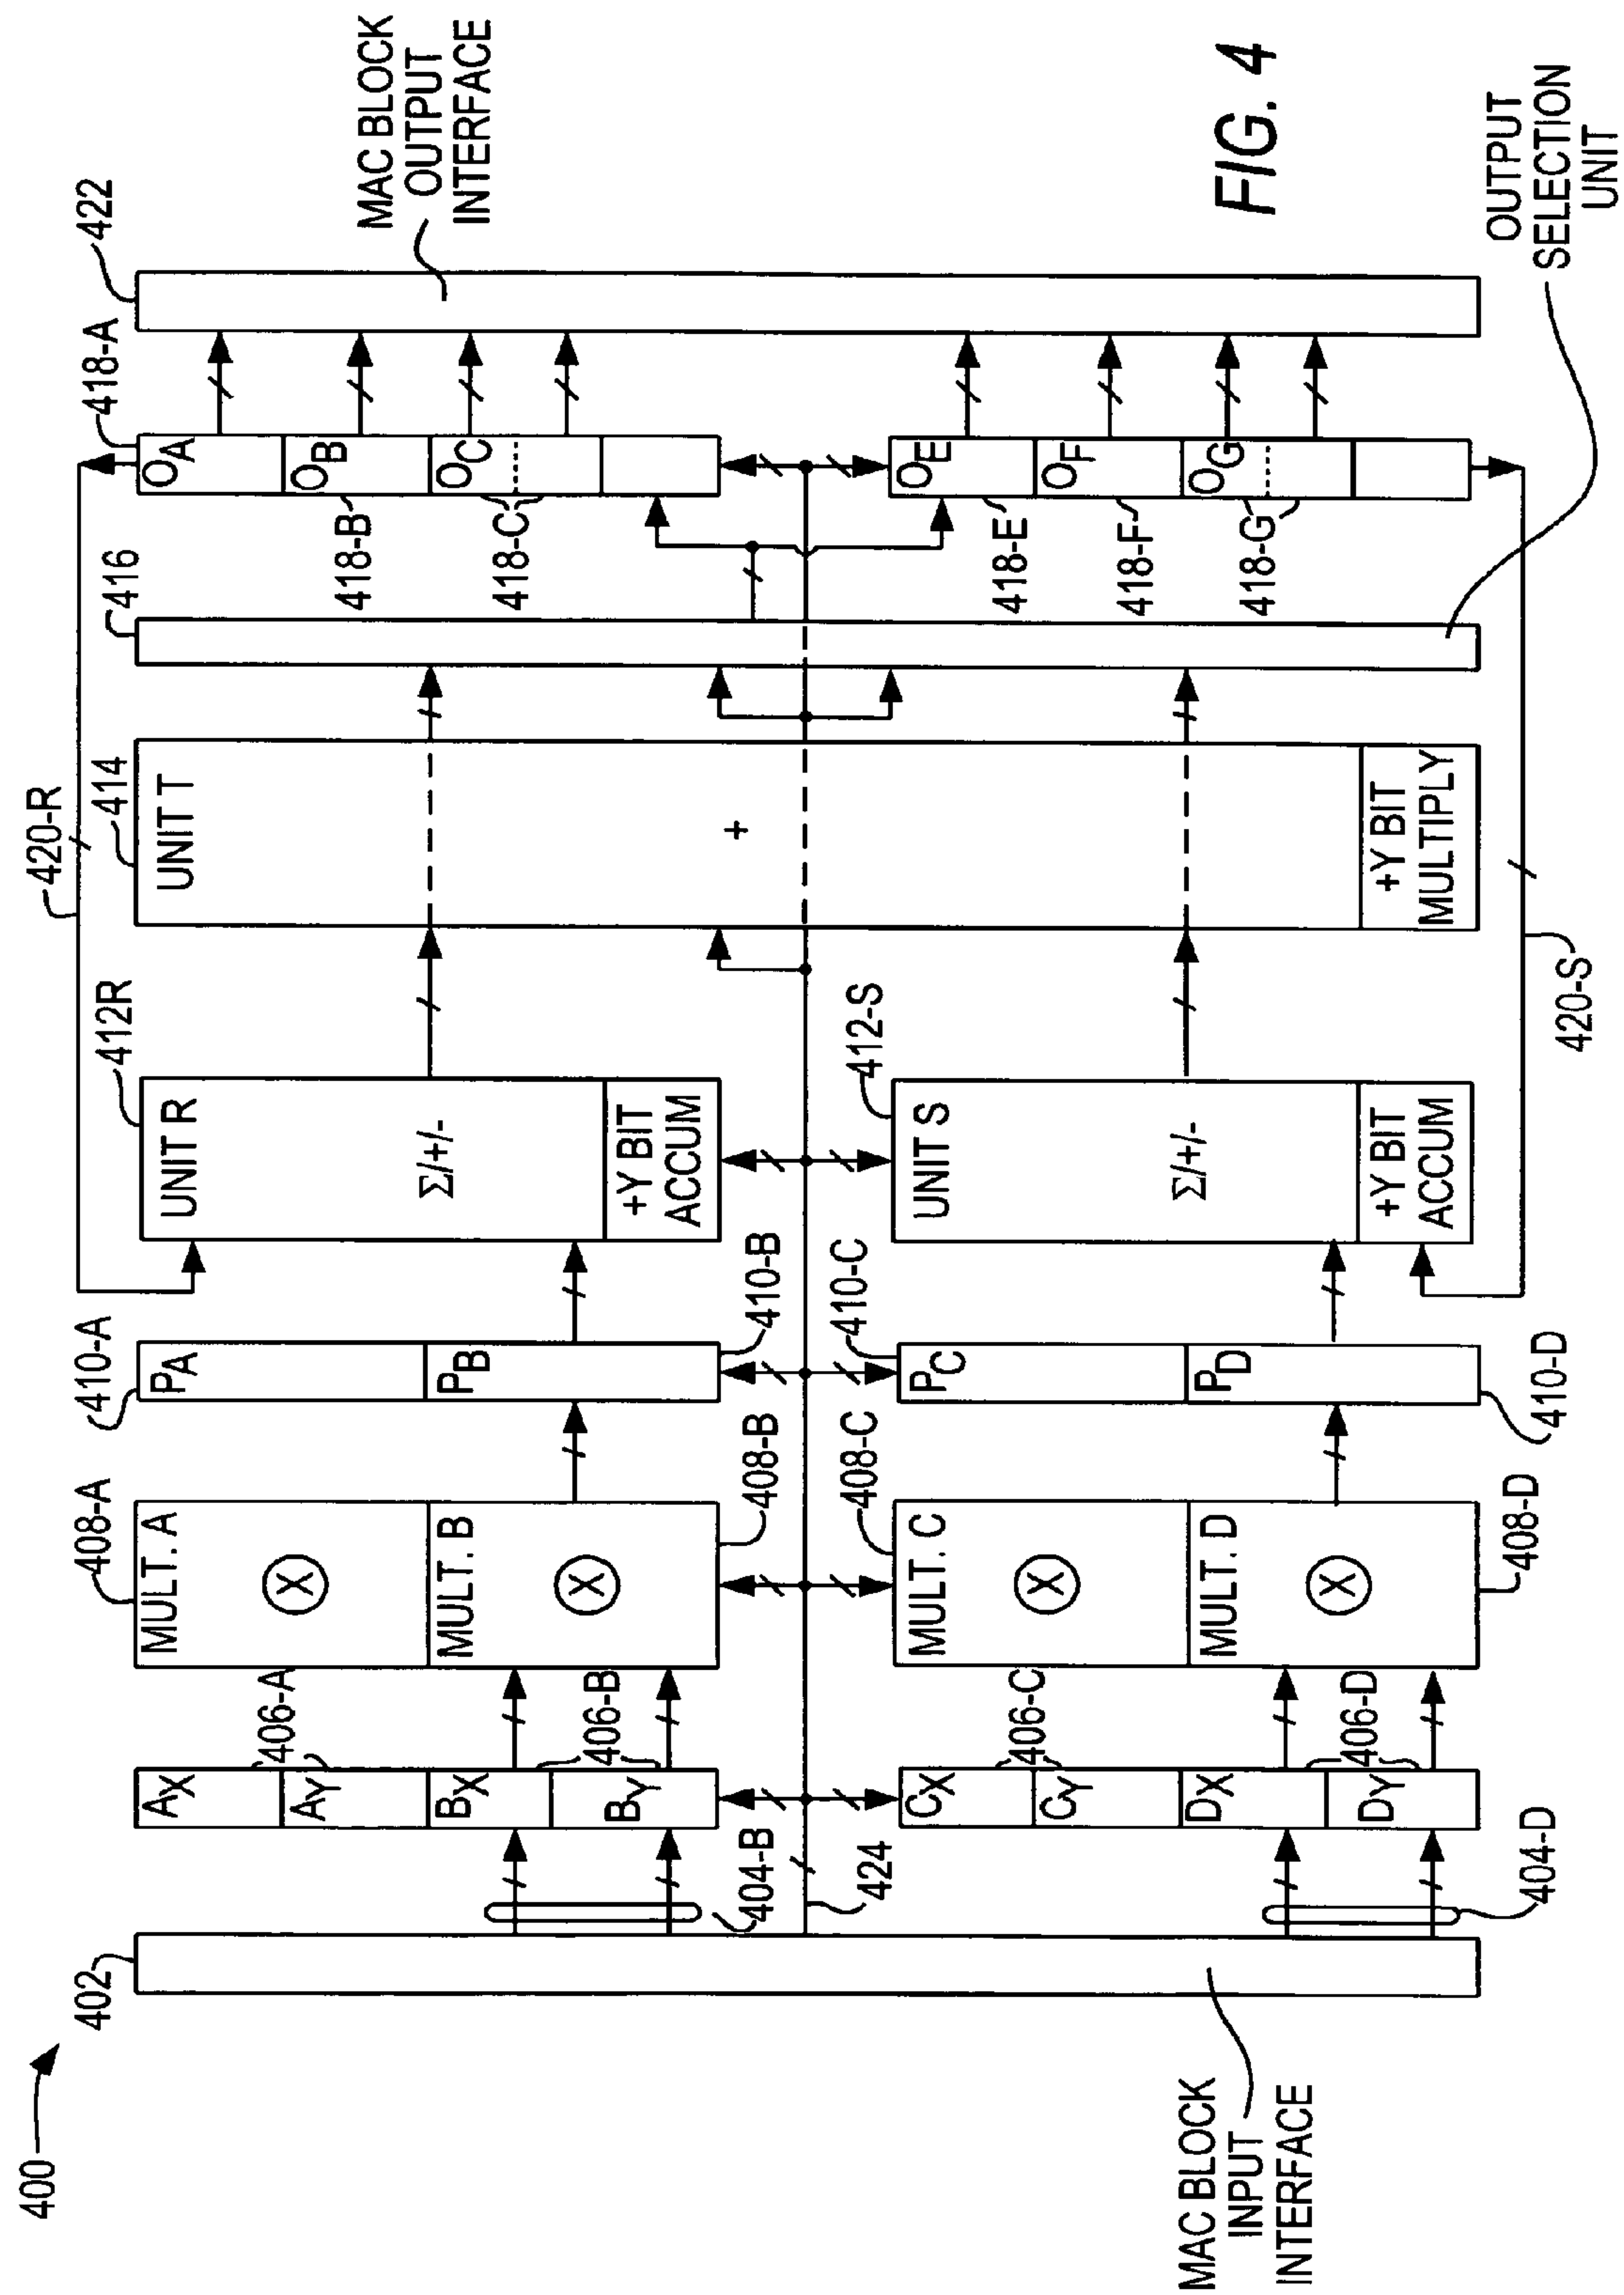 400
402
MAC BLOCK
INPUT
INTERFACE
404-B
424
404-D
AX
AY
BX
BY
CX
CY
DX
DY
406-A
406-B
406-C
406-D
408-A
MULT. A
X
MULT. B
X
408-B
408-C
MULT. C
X
MULT. D
X
408-D
410-A
PA
PB
410-B
410-C
PC
PD
410-D
412R
UNIT R
Σ/+/-
+Y BIT
ACCUM
412-S
UNIT S
Σ/+/-
+Y BIT
ACCUM
420-R
414
UNIT T
+
+Y BIT
MULTIPLY
420-S
416
OUTPUT
SELECTION
UNIT
418-A
OA
OB
OC
418-B
418-C
OE
OF
OG
418-E
418-F
418-G
422
MAC BLOCK
OUTPUT
INTERFACE
FIG. 4